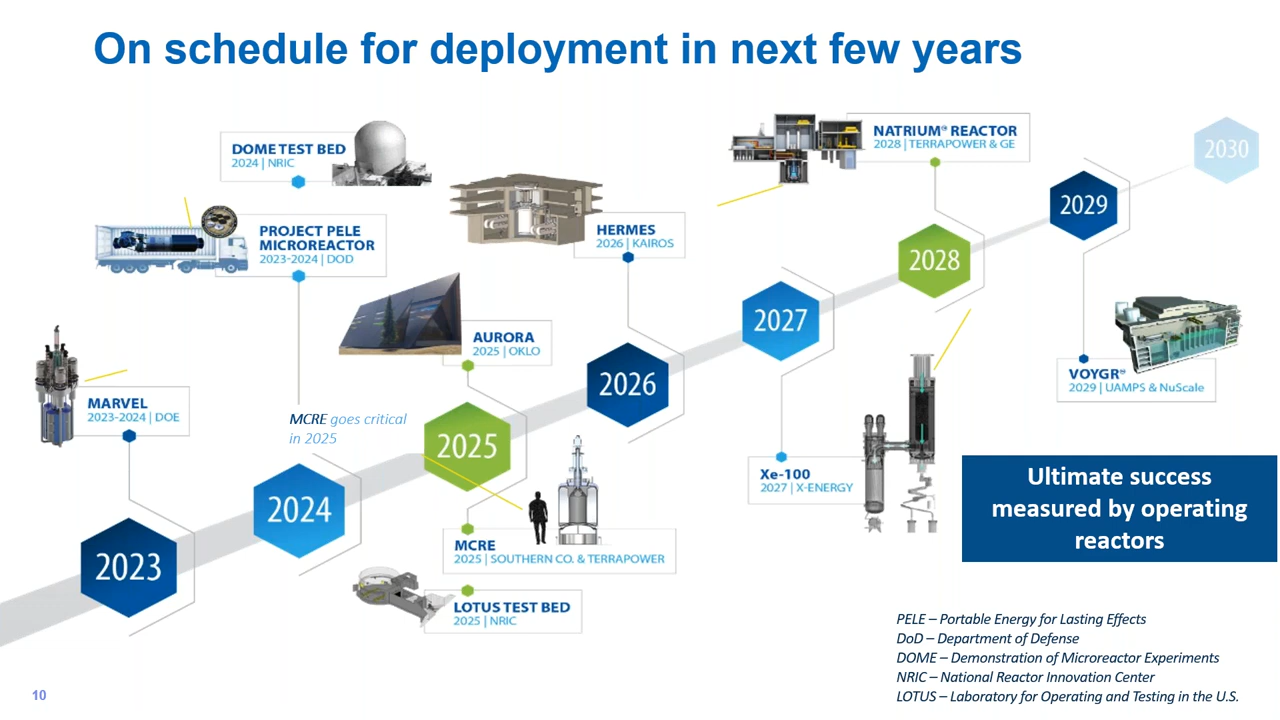 On schedule for deployment in next few years
DOME TEST BED
2024 | NRIC
PROJECT PELE
MICROREACTOR
2023-2024 | DOD
MARVEL
2023-2024 | DOE
HERMES
2026 | KAIROS
AURORA
2025 | OKLO
NATRIUM® REACTOR
2028 | TERRAPOWER & GE
MCRE goes critical
in 2025
2023
2024
2025
2026
2027
2028
2029
2030
MCRE
2025 | SOUTHERN CO. & TERRAPOWER
LOTUS TEST BED
2025 | NRIC
Xe-100
2027 | X-ENERGY
VOYGR™
2029 | UAMPS & NuScale
Ultimate success
measured by operating
reactors
PELE – Portable Energy for Lasting Effects
DoD – Department of Defense
DOME – Demonstration of Microreactor Experiments
NRIC – National Reactor Innovation Center
LOTUS – Laboratory for Operating and Testing in the U.S.
10